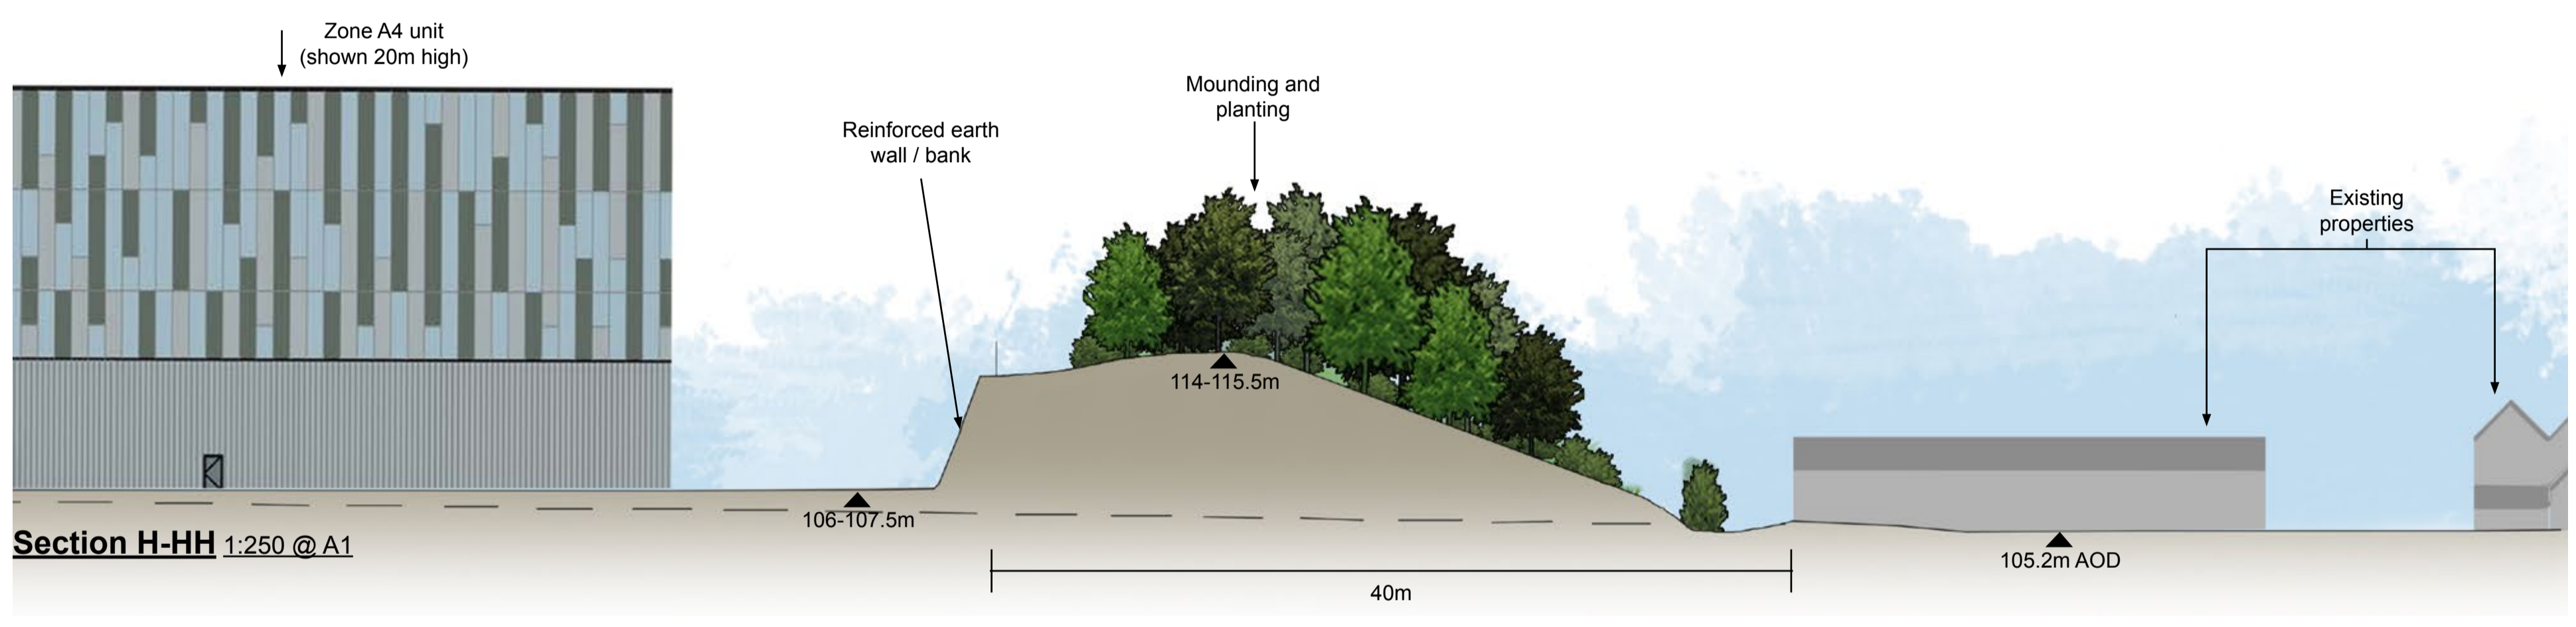 Zone A4 unit
(shown 20m high)
Mounding and
planting
Reinforced earth
wall / bank
Existing
properties
114-115.5m
106-107.5m
Section H-HH 1:250 @ A1
105.2m AOD
40m